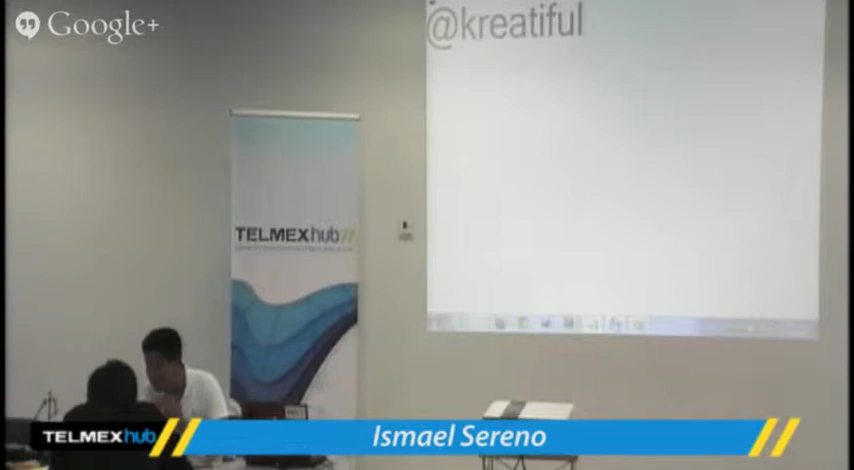 Google+
@kreatiful
TELMEXhub//
TELMEXhub//
Ismael Sereno